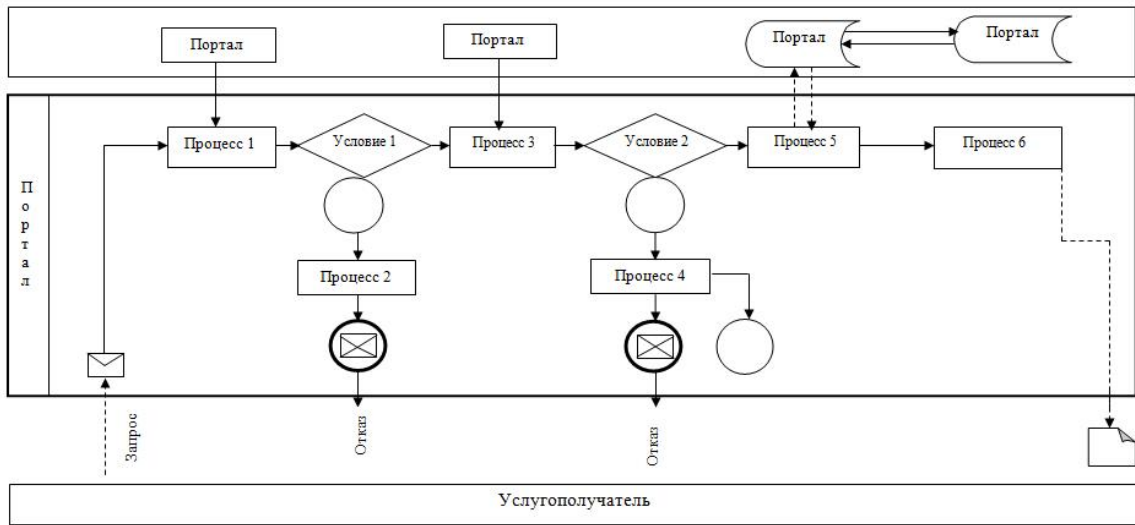 Портал
Портал
Портал
Портал
Портал
Процесс 1
Условие 1
Процесс 3
Условие 2
Процесс 5
Процесс 6
Процесс 2
Процесс 4
Запрос
Отказ
Отказ
Услугополучатель